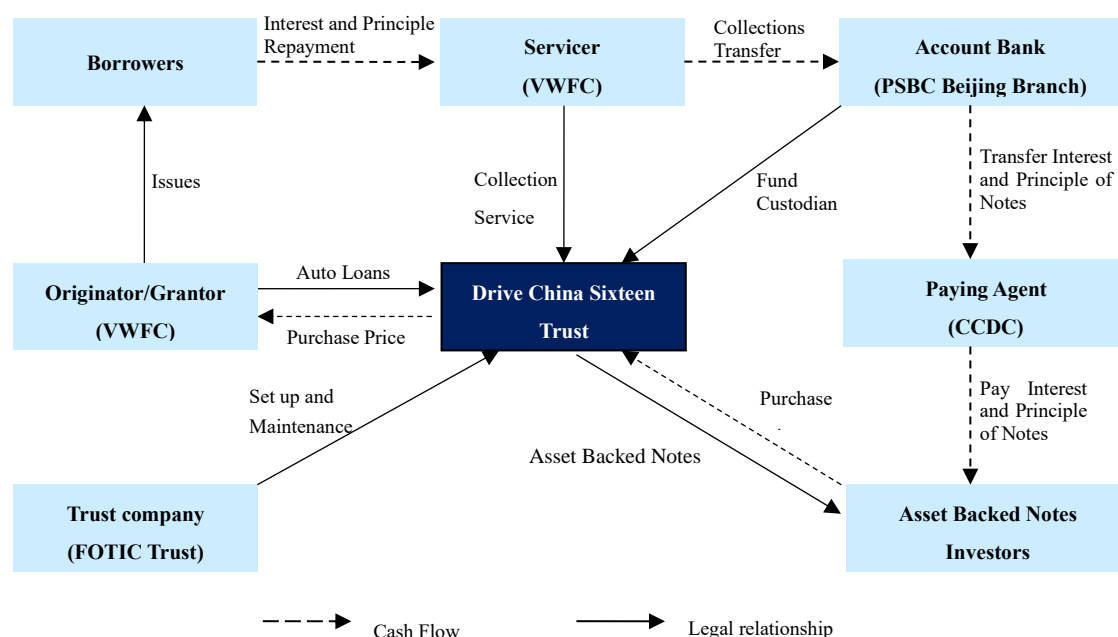 Interest and Principle
Repayment
Collections
Transfer
Borrowers
Servicer
(VWFC)
Account Bank
(PSBC Beijing Branch)
Issues
Collection
Service
Fund
Custodian
Transfer Interest
and Principle of
Notes
Originator/Grantor
(VWFC)
Auto Loans
Purchase Price
Drive China Sixteen
Trust
Paying Agent
(CCDC)
Set up and
Maintenance
Purchase
Asset Backed Notes
Pay Interest
and Principle
of Notes
Trust company
(FOTIC Trust)
Asset Backed Notes
Investors
Cash Flow
Legal relationship